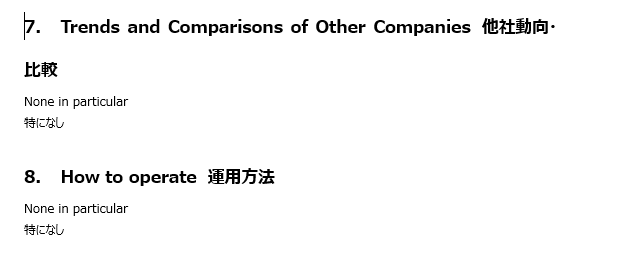 7. Trends and Comparisons of Other Companies 他社動向・
比較
None in particular
特になし
8. How to operate 運用方法
None in particular
特になし